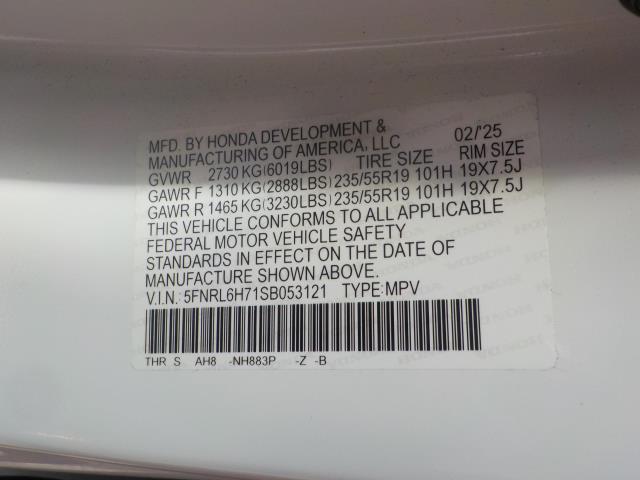 MFD. BY HONDA DEVELOPMENT &
MANUFACTURING OF AMERICA, LLC 02/'25
GVWR 2730 KG(6019LBS) TIRE SIZE RIM SIZE
GAWR F 1310 KG(2888LBS) 235/55R19 101H 19X7.5J
GAWR R 1465 KG(3230LBS) 235/55R19 101H 19X7.5J
THIS VEHICLE CONFORMS TO ALL APPLICABLE
FEDERAL MOTOR VEHICLE SAFETY
STANDARDS IN EFFECT ON THE DATE OF
MANUFACTURE SHOWN ABOVE.
V.I.N.: 5FNRL6H71SB053121 TYPE:MPV
THR S AH8 -NH883P -Z -B